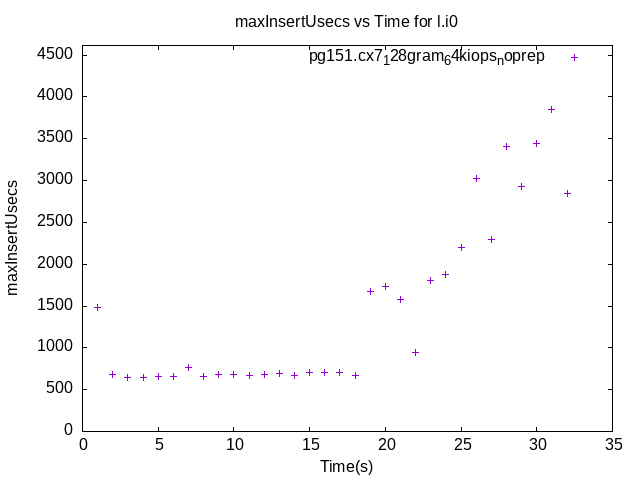 maxInsertUsecs vs Time for l.i0
pg151.cx7128gram64kiopsnoprep
4500
4000
3500
3000
2500
2000
1500
1000
500
0
maxInsertUsecs
0 5 10 15 20 25 30 35
Time(s)